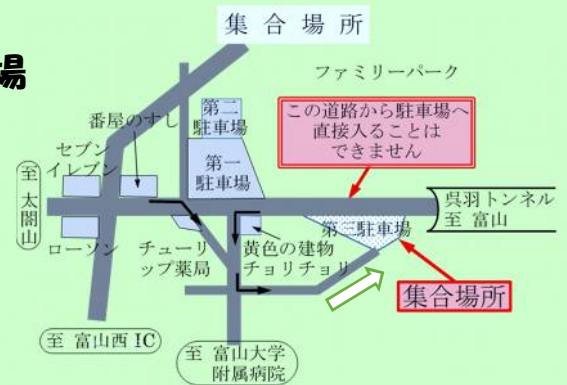 集 合 場 所
場
ファミリーパーク
この道路から駐車場へ
直接入ることは
できません
第二
駐車場
番屋のすし
第一
駐車場
セブン
イレブン
至 太閤山
呉羽トンネル
至 富山
第三駐車場
ローソン
チューリ
ップ薬局
黄色の建物
チョリチョリ
集合場所
至 富山西 IC
至 富山大学
附属病院